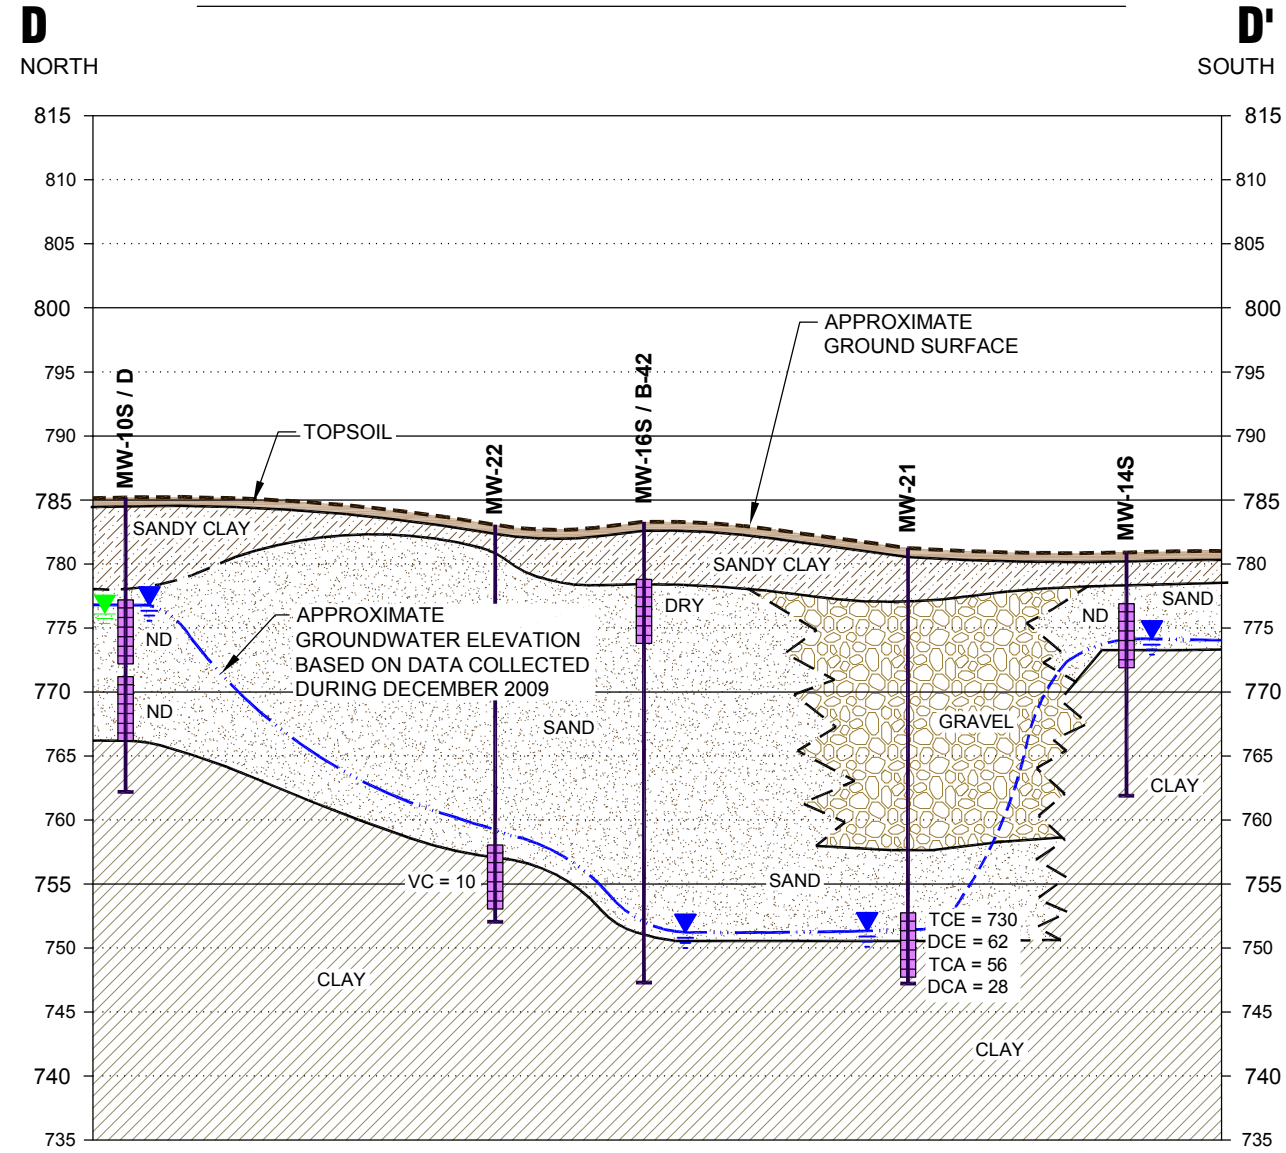 D
D'
NORTH
SOUTH
815
815
810
810
805
805
800
800
APPROXIMATE
GROUND SURFACE
795
795
MW-10S / D
MW-22
MW-16S / B-42
MW-21
MW-14S
790
790
TOPSOIL
785
785
SANDY CLAY
SANDY CLAY
780
780
DRY
SAND
APPROXIMATE
GROUNDWATER ELEVATION
BASED ON DATA COLLECTED
DURING DECEMBER 2009
ND
ND
775
775
770
770
ND
SAND
GRAVEL
765
765
CLAY
760
760
VC = 10
SAND
755
755
TCE = 730
DCE = 62
TCA = 56
DCA = 28
750
750
CLAY
745
745
CLAY
740
740
735
735